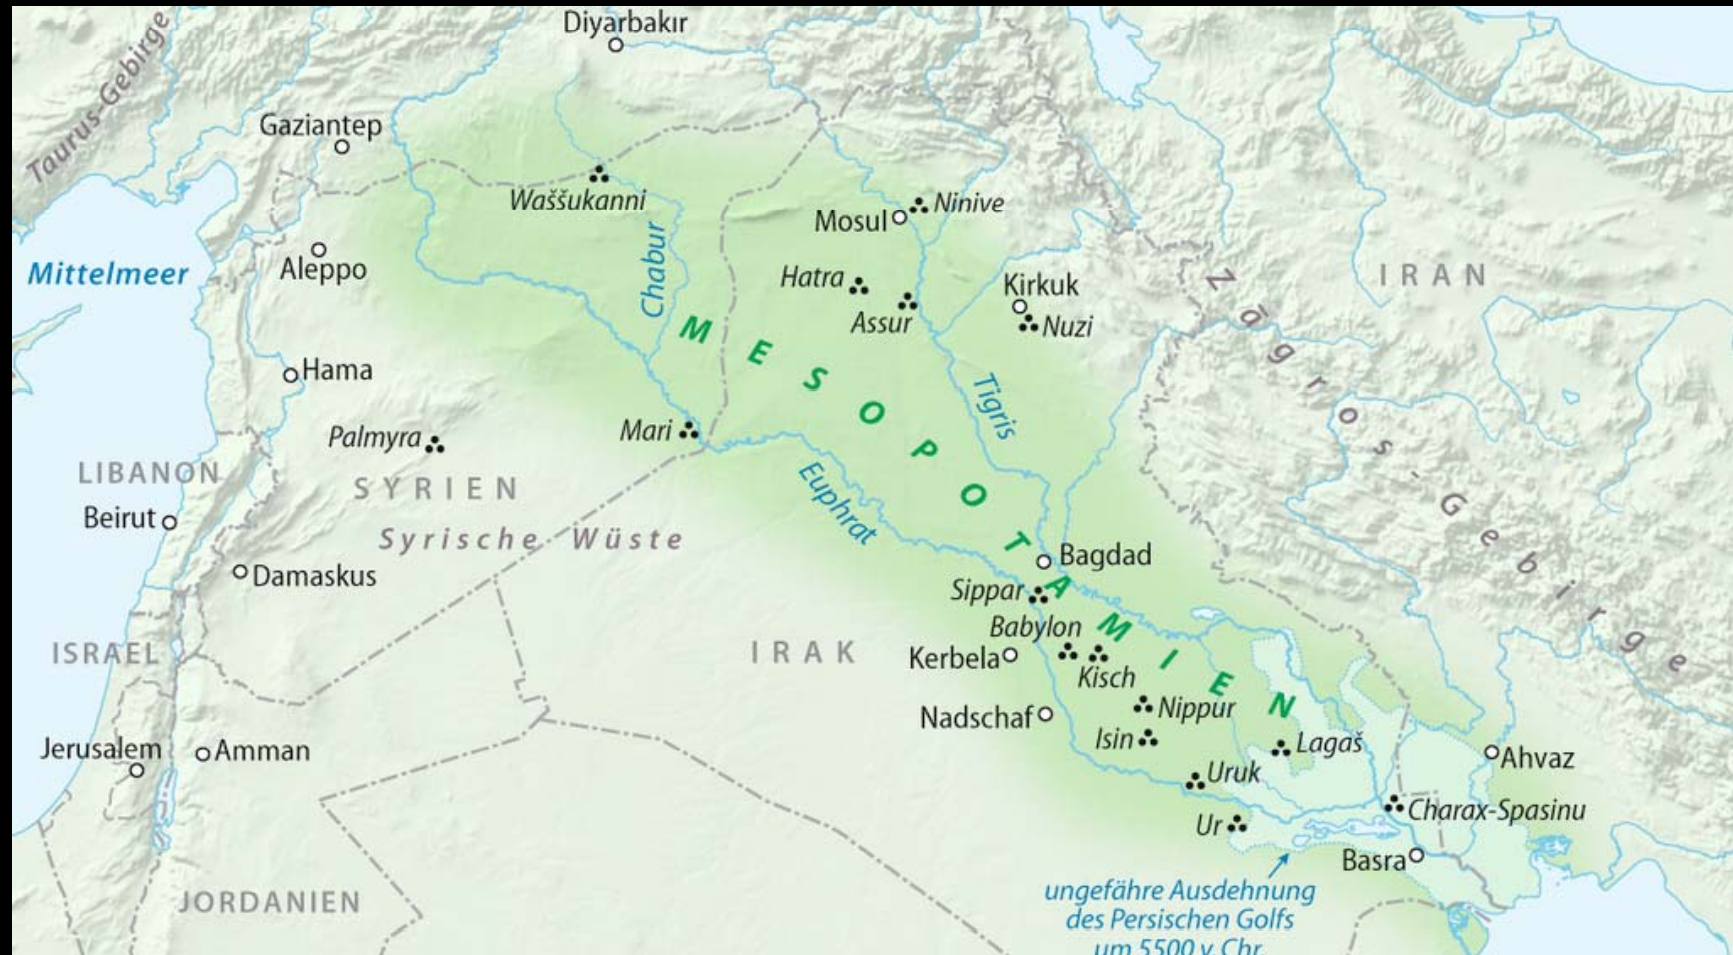 Diyarbakır
Taurus-Gebirge
Gaziantep
Waššukanni
Ninive
Mosul
Chabur
Aleppo
Mittelmeer
Hatra
Assur
Kirkuk
Nuzi
IRAN
Zagros-Gebirge
MESOPOTAMIEN
Hama
Tigris
Palmyra
Mari
LIBANON
SYRIEN
Euphrat
Beirut
Syrische Wüste
Bagdad
Damaskus
Sippar
Babylon
ISRAEL
IRAK
Kerbela
Kisch
Nippur
Nadschaf
Isin
Lagaš
Jerusalem
Amman
Ahvaz
Uruk
Charax-Spasinu
Ur
Basra
JORDANIEN
ungefähre Ausdehnung
des Persischen Golfs
um 5500 v. Chr.